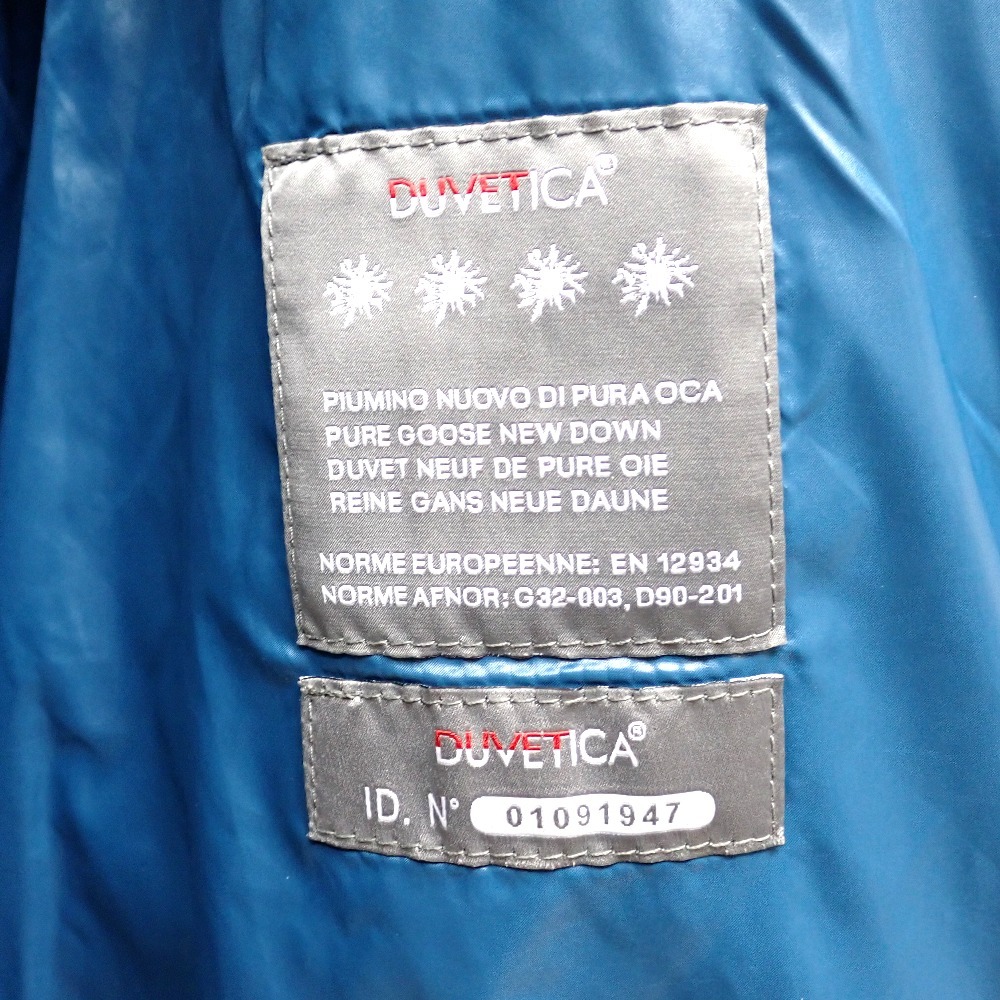 DUVETICA®
PIUMINO NUOVO DI PURA OCA
PURE GOOSE NEW DOWN
DUVET NEUF DE PURE OIE
REINE GANS NEUE DAUNE
NORME EUROPEENNE: EN 12934
NORME AFNOR: G32-003, D90-201
DUVETICA®
ID. N° 01091947